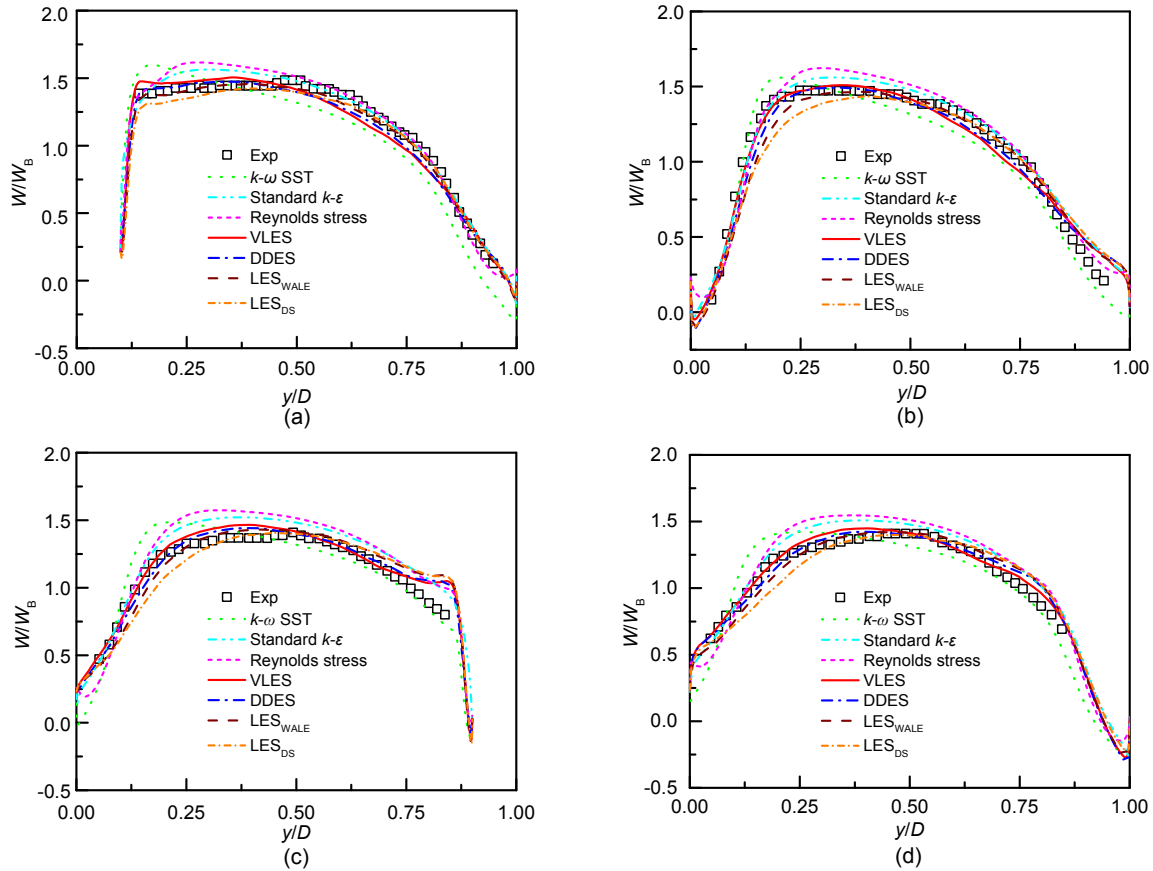 2.0
1.5
1.0
0.5
0.0
-0.5
W/W_B
Exp
k-ω SST
Standard k-ε
Reynolds stress
VLES
DDES
LES_WALE
LES_DS
0.00 0.25 0.50 0.75 1.00
y/D
(a)
2.0
1.5
1.0
0.5
0.0
-0.5
W/W_B
Exp
k-ω SST
Standard k-ε
Reynolds stress
VLES
DDES
LES_WALE
LES_DS
0.00 0.25 0.50 0.75 1.00
y/D
(b)
2.0
1.5
1.0
0.5
0.0
-0.5
W/W_B
Exp
k-ω SST
Standard k-ε
Reynolds stress
VLES
DDES
LES_WALE
LES_DS
0.00 0.25 0.50 0.75 1.00
y/D
(c)
2.0
1.5
1.0
0.5
0.0
-0.5
W/W_B
Exp
k-ω SST
Standard k-ε
Reynolds stress
VLES
DDES
LES_WALE
LES_DS
0.00 0.25 0.50 0.75 1.00
y/D
(d)